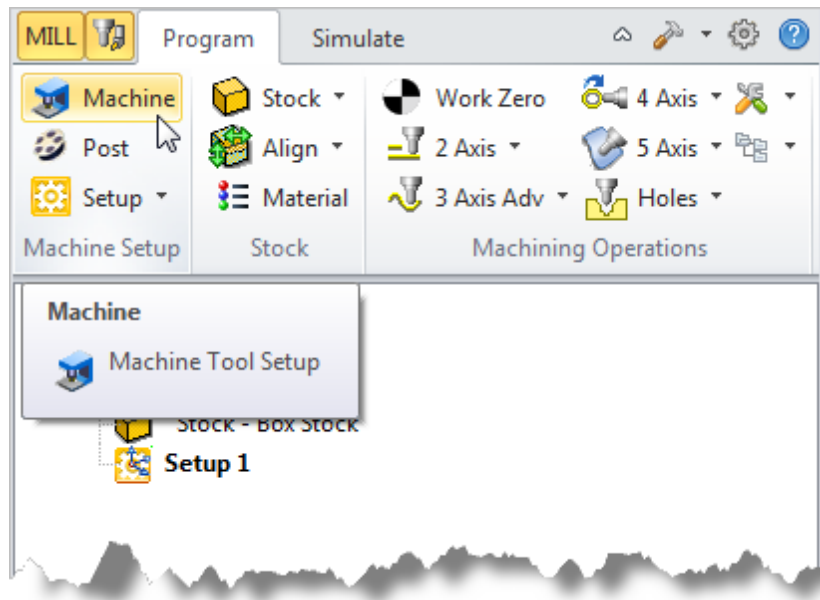 MILL Program Simulate
Machine Stock Work Zero 4 Axis
Post Align 2 Axis 5 Axis
Setup Material 3 Axis Adv Holes
Machine Setup Stock Machining Operations
Machine
Machine Tool Setup
Stock - Box Stock
Setup 1